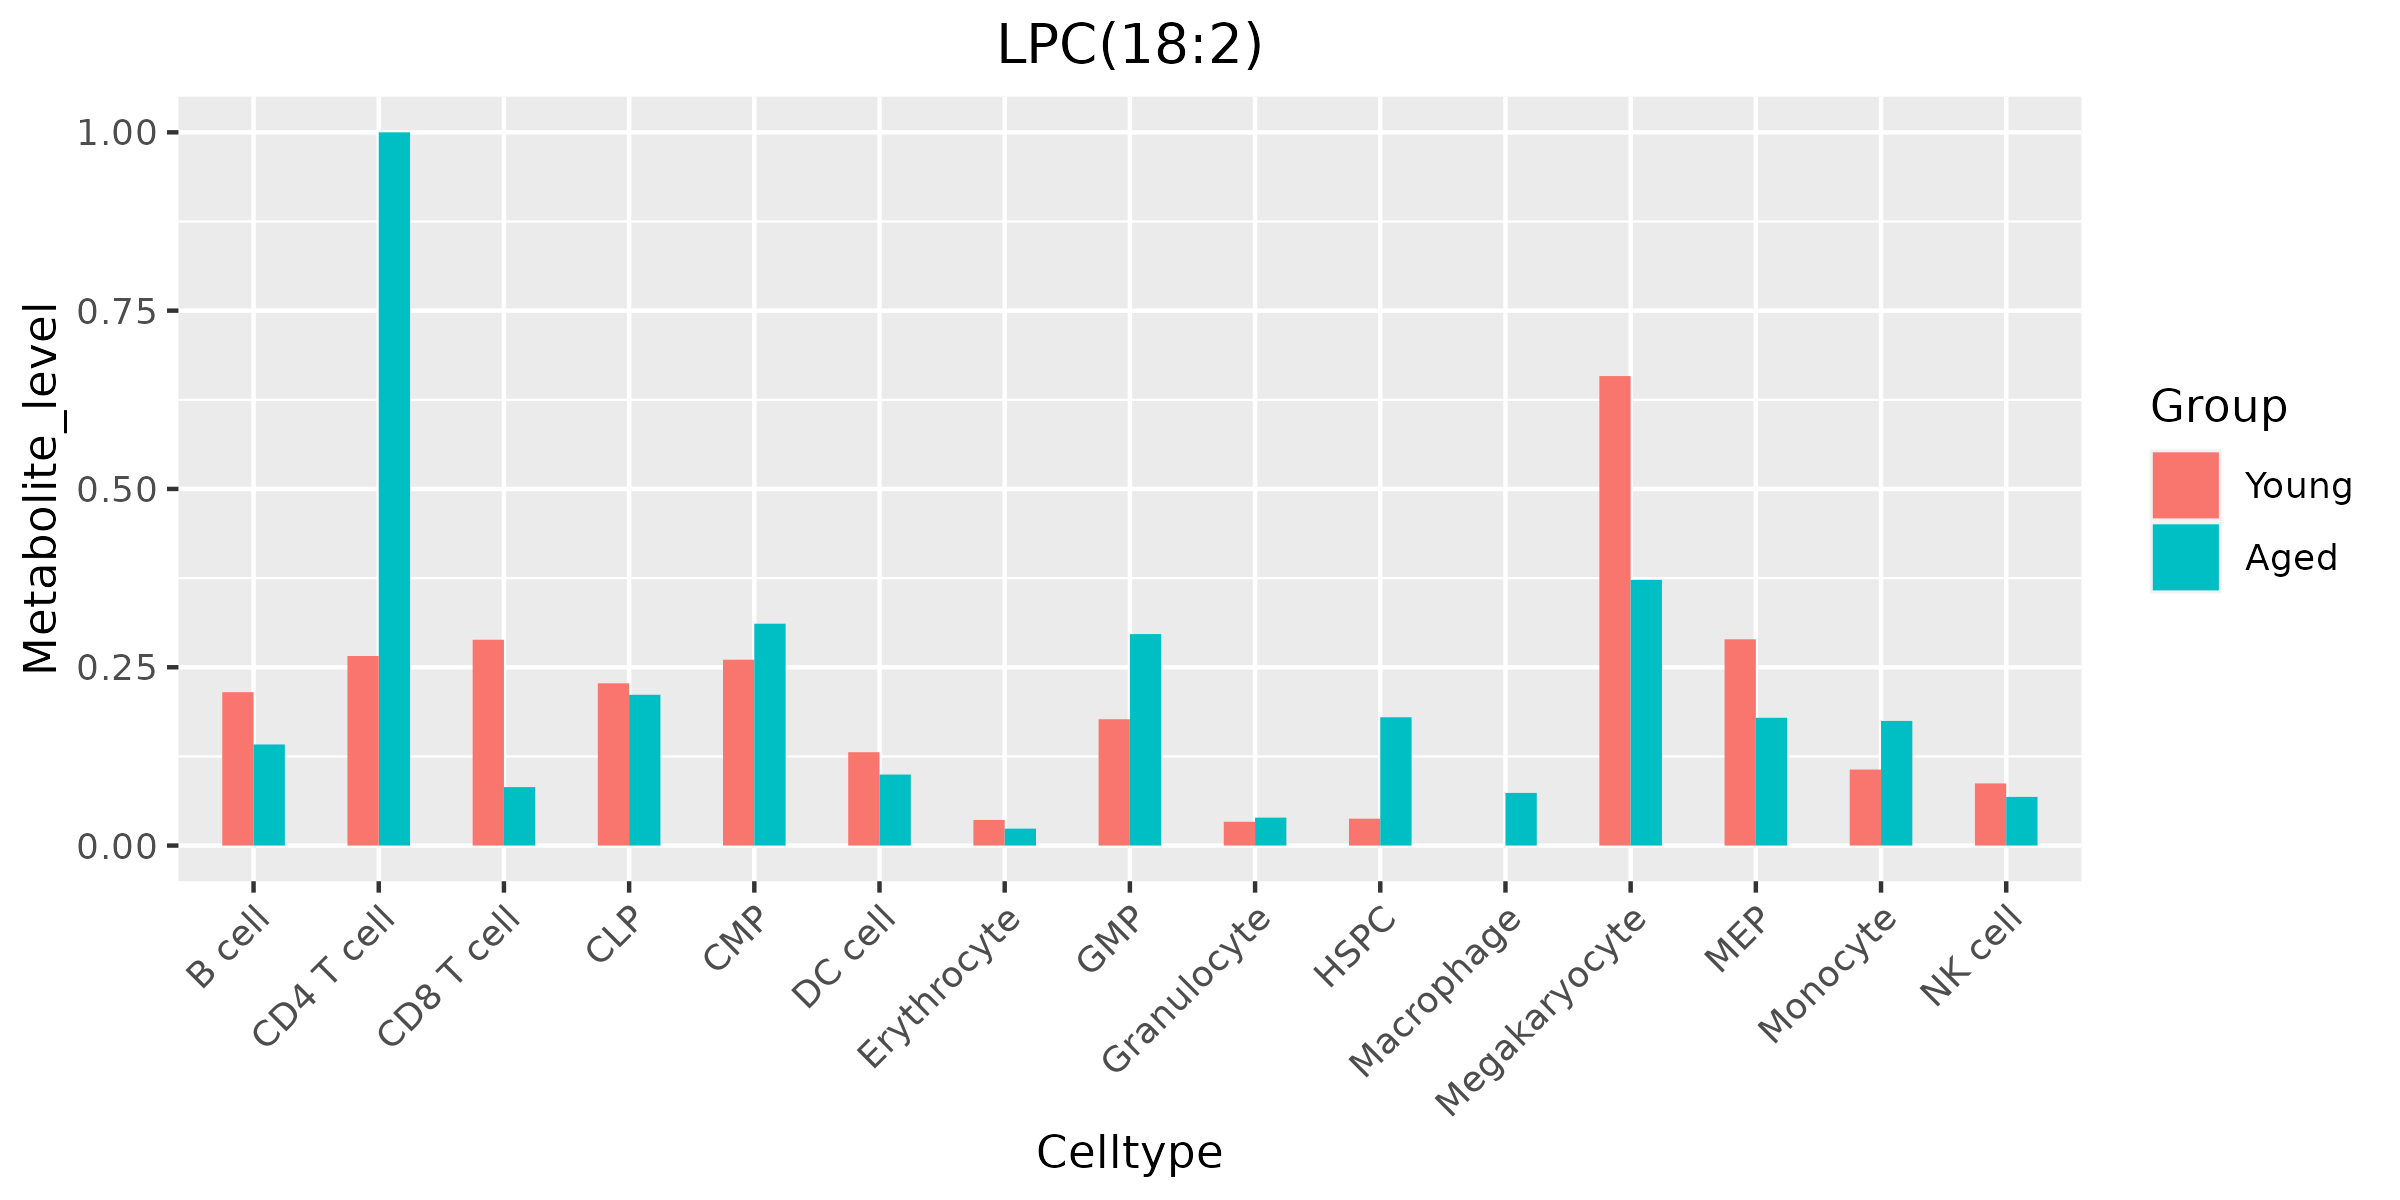 LPC(18:2)
Metabolite_level
1.00
0.75
0.50
0.25
0.00
B cell
CD4 T cell
CD8 T cell
CLP
CMP
DC cell
Erythrocyte
GMP
Granulocyte
HSPC
Macrophage
Megakaryocyte
MEP
Monocyte
NK cell
Celltype
Group
Young
Aged